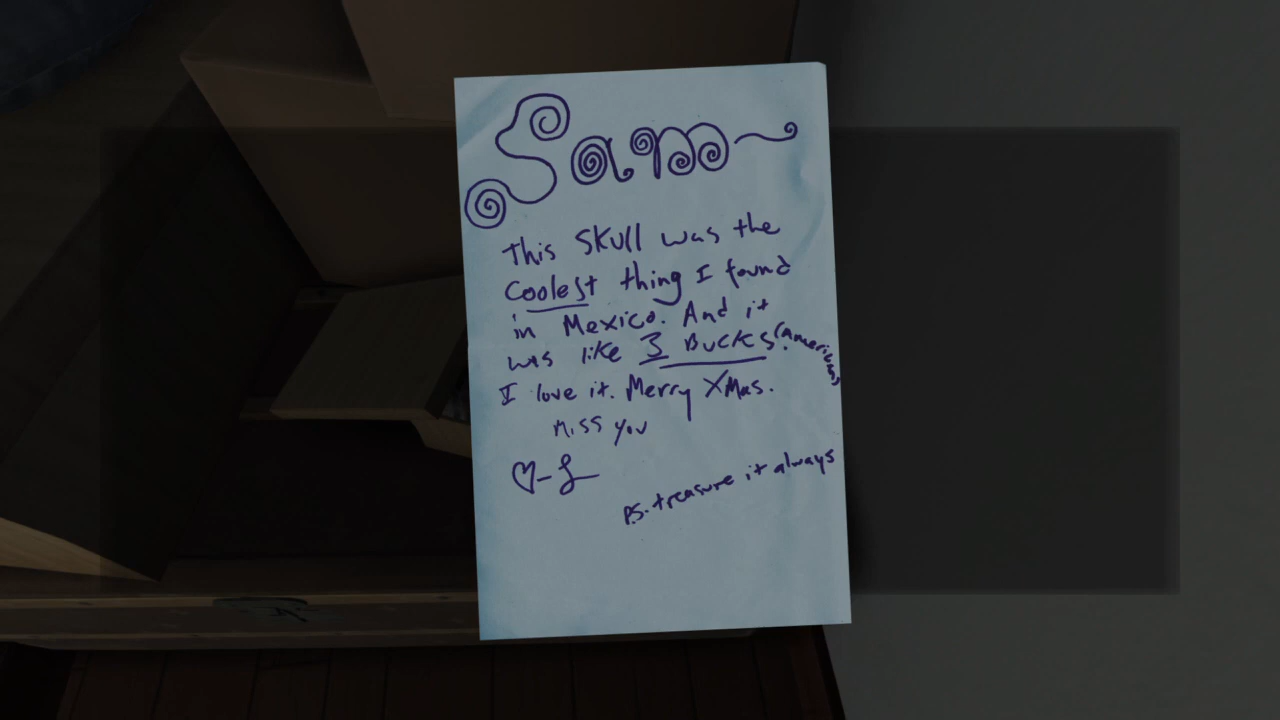 Sam
This SKUll was the
Coolest thing I found
in Mexico. And it
was like 3 BUCKS. (American)
I love it. Merry XMas.
Miss you
♡-L
P.S. treasure it always